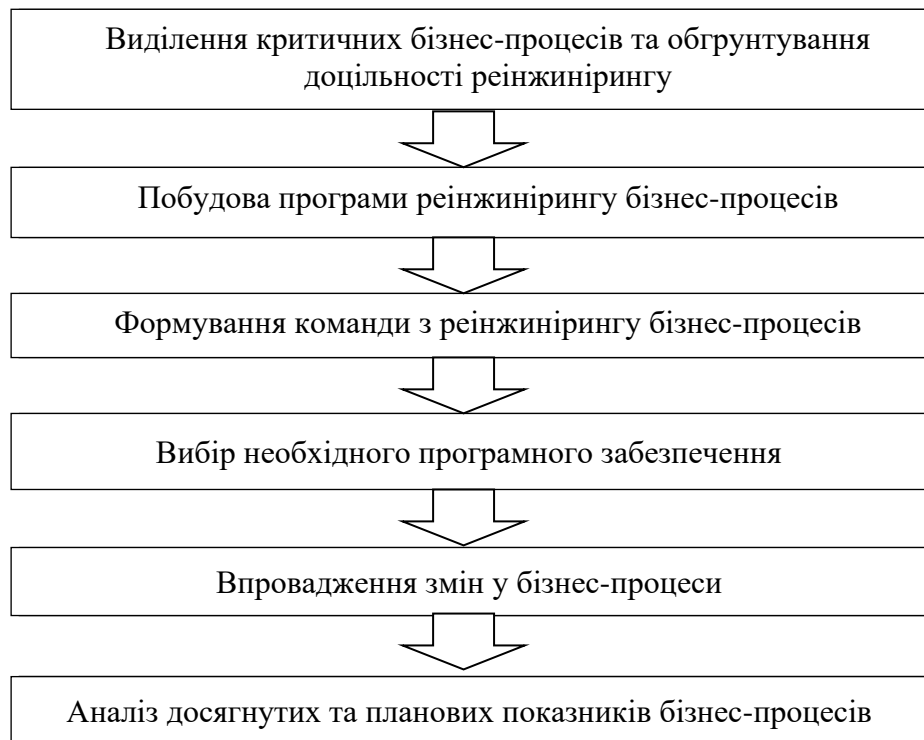 Виділення критичних бізнес-процесів та обгрунтування
доцільності реінжинірингу
Побудова програми реінжинірингу бізнес-процесів
Формування команди з реінжинірингу бізнес-процесів
Вибір необхідного програмного забезпечення
Впровадження змін у бізнес-процеси
Аналіз досягнутих та планових показників бізнес-процесів